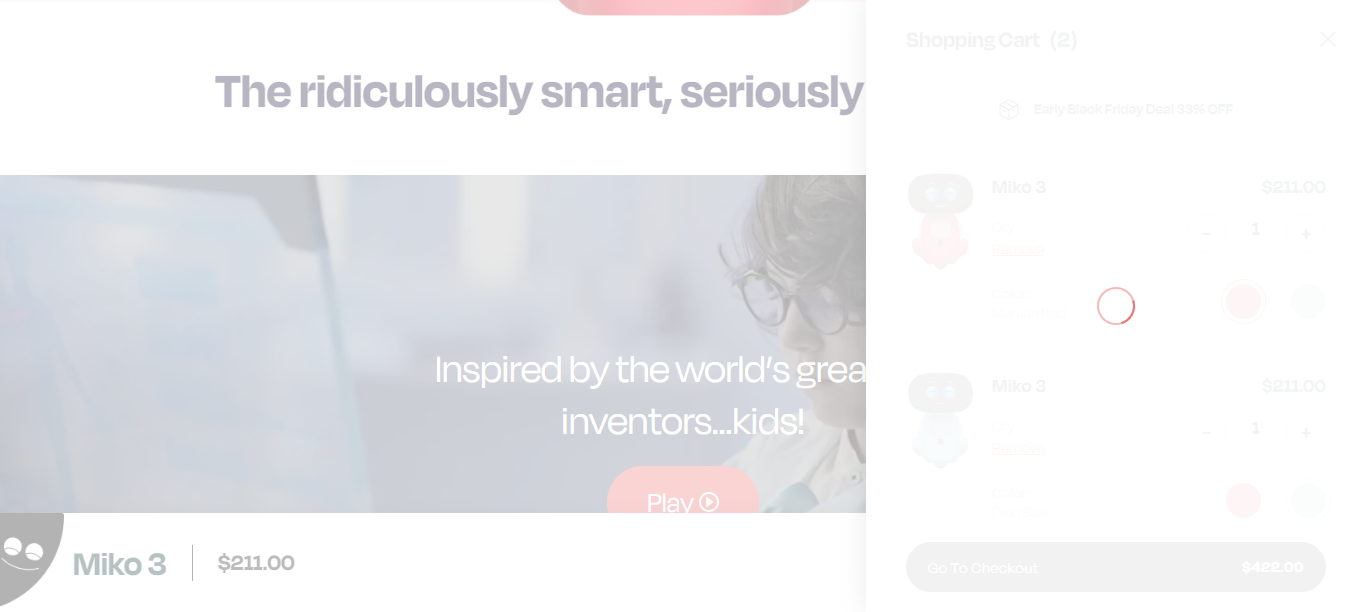 The ridiculously smart, seriously
Inspired by the world's grea
inventors...kids!
Play
Miko 3
$211.00
Shopping Cart (2)
Early Black Friday Deal 33% OFF
Miko 3
$211.00
Qty
- 1 +
Remove
Color:
Miko 3
$211.00
Qty
- 1 +
Remove
Color:
Go To Checkout
$422.00